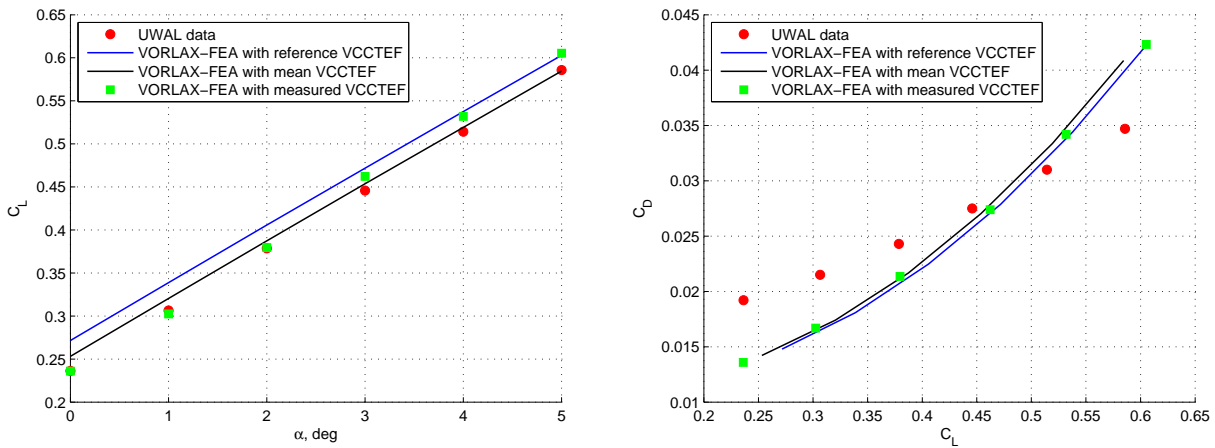 0.65
0.6
0.55
0.5
0.45
0.4
0.35
0.3
0.25
0.2
C_L
UWAL data
VORLAX−FEA with reference VCCTEF
VORLAX−FEA with mean VCCTEF
VORLAX−FEA with measured VCCTEF
0 1 2 3 4 5
α, deg
0.045
0.04
0.035
0.03
0.025
0.02
0.015
0.01
C_D
UWAL data
VORLAX−FEA with reference VCCTEF
VORLAX−FEA with mean VCCTEF
VORLAX−FEA with measured VCCTEF
0.2 0.25 0.3 0.35 0.4 0.45 0.5 0.55 0.6 0.65
C_L